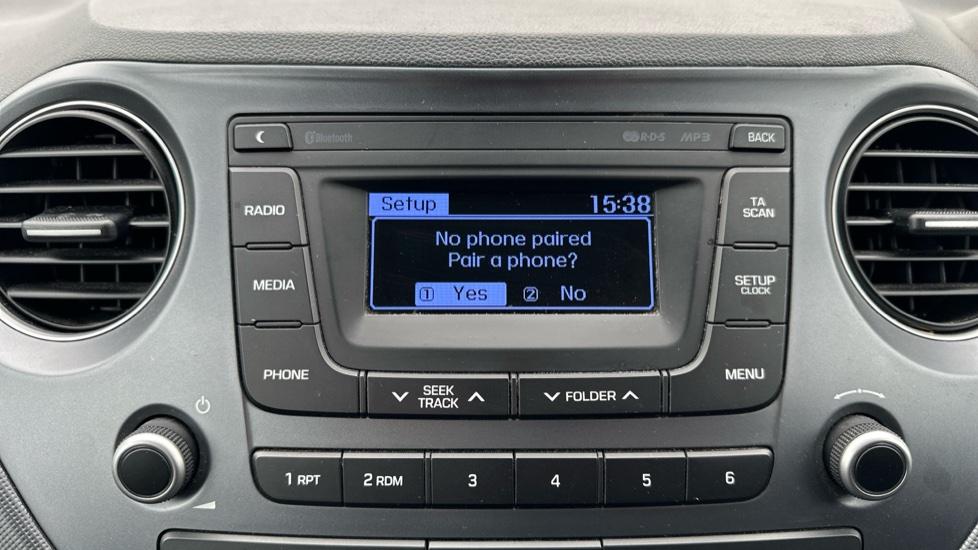 Bluetooth
R·D·S MP3
BACK
RADIO
Setup 15:38
TA
SCAN
No phone paired
Pair a phone?
MEDIA
1 Yes 2 No
SETUP
CLOCK
PHONE
SEEK
TRACK
FOLDER
MENU
1 RPT
2 RDM
3
4
5
6